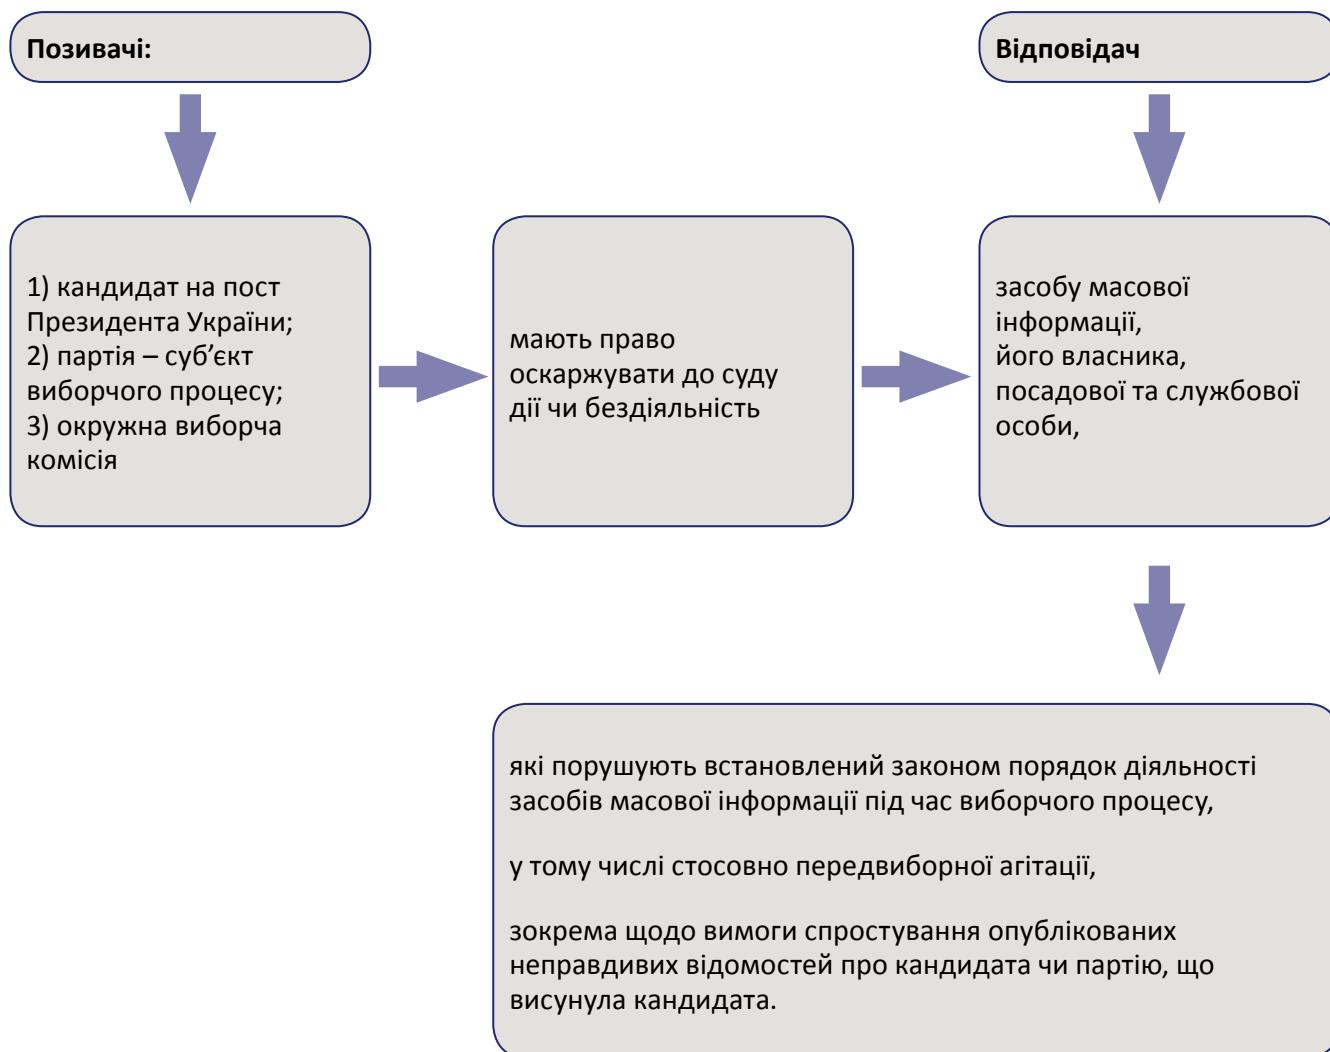 Позивачі:
Відповідач
1) кандидат на пост
Президента України;
2) партія – суб’єкт
виборчого процесу;
3) окружна виборча
комісія
мають право
оскаржувати до суду
дії чи бездіяльність
засобу масової
інформації,
його власника,
посадової та службової
особи,
які порушують встановлений законом порядок діяльності
засобів масової інформації під час виборчого процесу,
у тому числі стосовно передвиборної агітації,
зокрема щодо вимоги спростування опублікованих
неправдивих відомостей про кандидата чи партію, що
висунула кандидата.